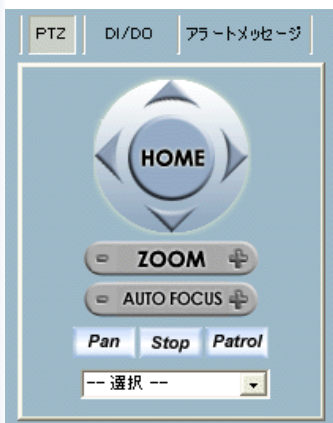 PTZ DI/DO アラートメッセージ
HOME
- ZOOM +
- AUTO FOCUS +
Pan Stop Patrol
-- 選択 --